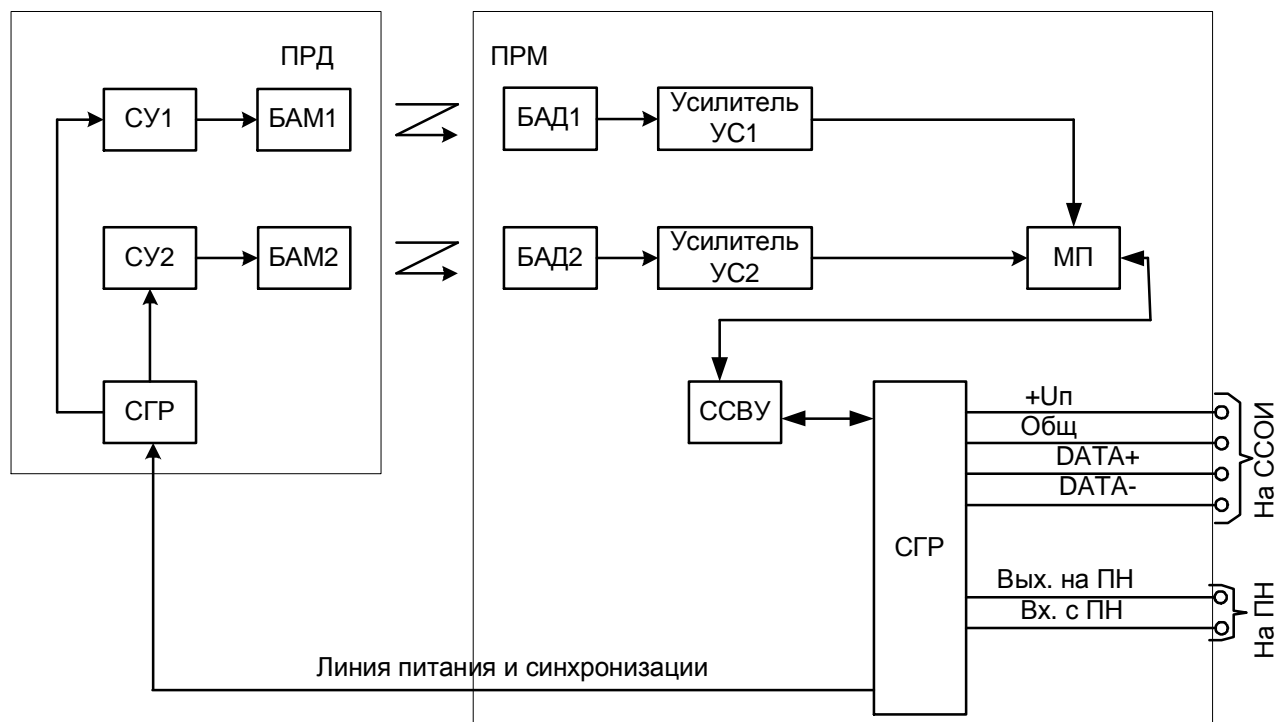 ПРД
ПРМ
СУ1
БАМ1
БАД1
Усилитель
УС1
СУ2
БАМ2
БАД2
Усилитель
УС2
МП
СГР
ССВУ
СГР
+Uп
Общ
DATA+
DATA-
На ССОИ
Вых. на ПН
Вх. с ПН
На ПН
Линия питания и синхронизации